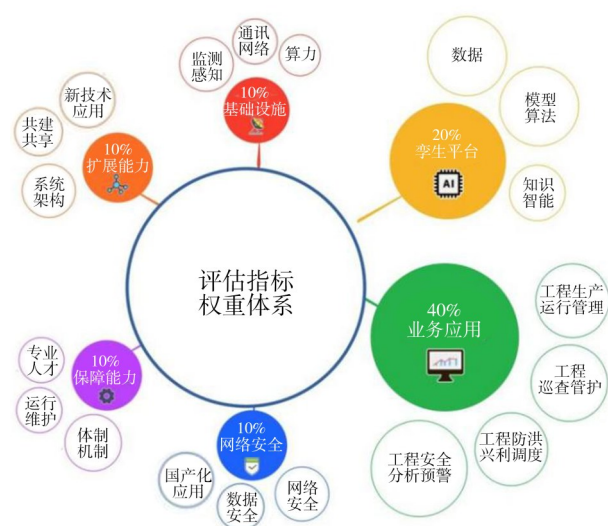 评估指标
权重体系
10%
基础设施
监测
感知
通讯
网络
算力
20%
孪生平台
AI
数据
模型
算法
知识
智能
40%
业务应用
工程生产
运行管理
工程
巡查管护
工程防洪
兴利调度
工程安全
分析预警
10%
网络安全
网络
安全
数据
安全
国产化
应用
10%
保障能力
体制
机制
运行
维护
专业
人才
10%
扩展能力
系统
架构
共建
共享
新技术
应用